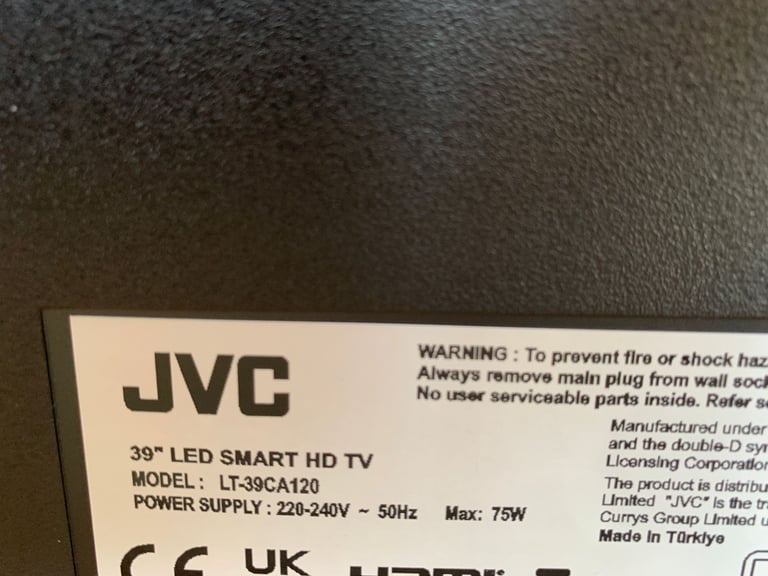 JVC
39" LED SMART HD TV
MODEL : LT-39CA120
POWER SUPPLY : 220-240V ~ 50Hz Max: 75W
CE UK
WARNING : To prevent fire or shock
Always remove main plug from wall
No user serviceable parts inside. Refer
Manufactured under
and the double-D
Licensing
The product is
Limited "JVC" is the
Currys Group Limited
Made in Türkiye